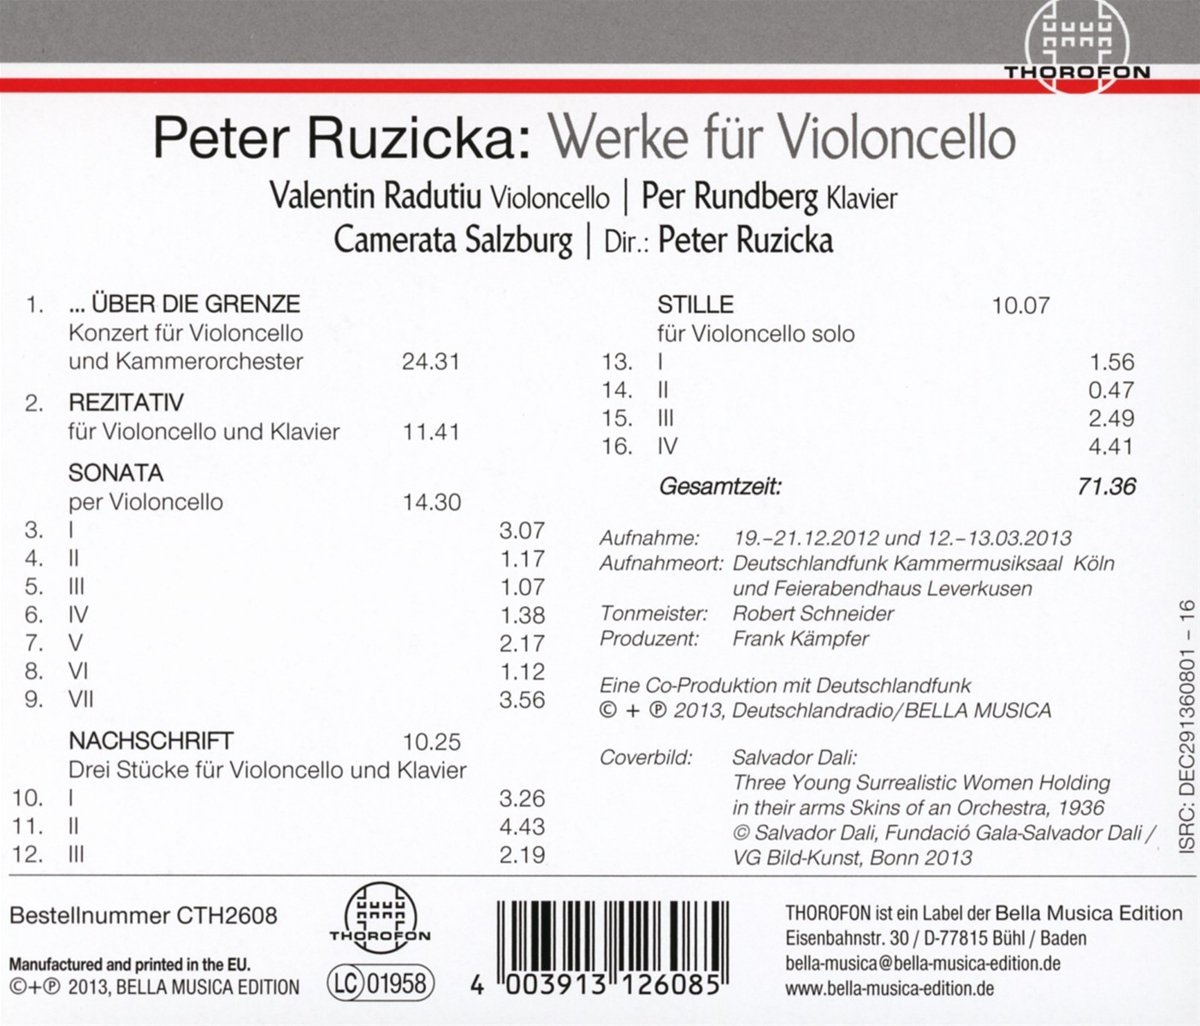 THOROFON
Peter Ruzicka: Werke für Violoncello
Valentin Radutiu Violoncello | Per Rundberg Klavier
Camerata Salzburg | Dir.: Peter Ruzicka
1. ... ÜBER DIE GRENZE
Konzert für Violoncello
und Kammerorchester 24.31
2. REZITATIV
für Violoncello und Klavier 11.41
SONATA
per Violoncello 14.30
3. I 3.07
4. II 1.17
5. III 1.07
6. IV 1.38
7. V 2.17
8. VI 1.12
9. VII 3.56
NACHSCHRIFT 10.25
Drei Stücke für Violoncello und Klavier
10. I 3.26
11. II 4.43
12. III 2.19
STILLE 10.07
für Violoncello solo
13. I 1.56
14. II 0.47
15. III 2.49
16. IV 4.41
Gesamtzeit: 71.36
Aufnahme: 19.–21.12.2012 und 12.–13.03.2013
Aufnahmeort: Deutschlandfunk Kammermusiksaal Köln
und Feierabendhaus Leverkusen
Tonmeister: Robert Schneider
Produzent: Frank Kämpfer
Eine Co-Produktion mit Deutschlandfunk
© + ℗ 2013, Deutschlandradio/BELLA MUSICA
Coverbild: Salvador Dali:
Three Young Surrealistic Women Holding
in their arms Skins of an Orchestra, 1936
© Salvador Dali, Fundació Gala-Salvador Dali /
VG Bild-Kunst, Bonn 2013
ISRC: DEC291360801 – 16
Bestellnummer CTH2608
Manufactured and printed in the EU.
©+℗ 2013, BELLA MUSICA EDITION
THOROFON
LC 01958
4 003913 126085
THOROFON ist ein Label der Bella Musica Edition
Eisenbahnstr. 30 / D-77815 Bühl / Baden
bella-musica@bella-musica-edition.de
www.bella-musica-edition.de